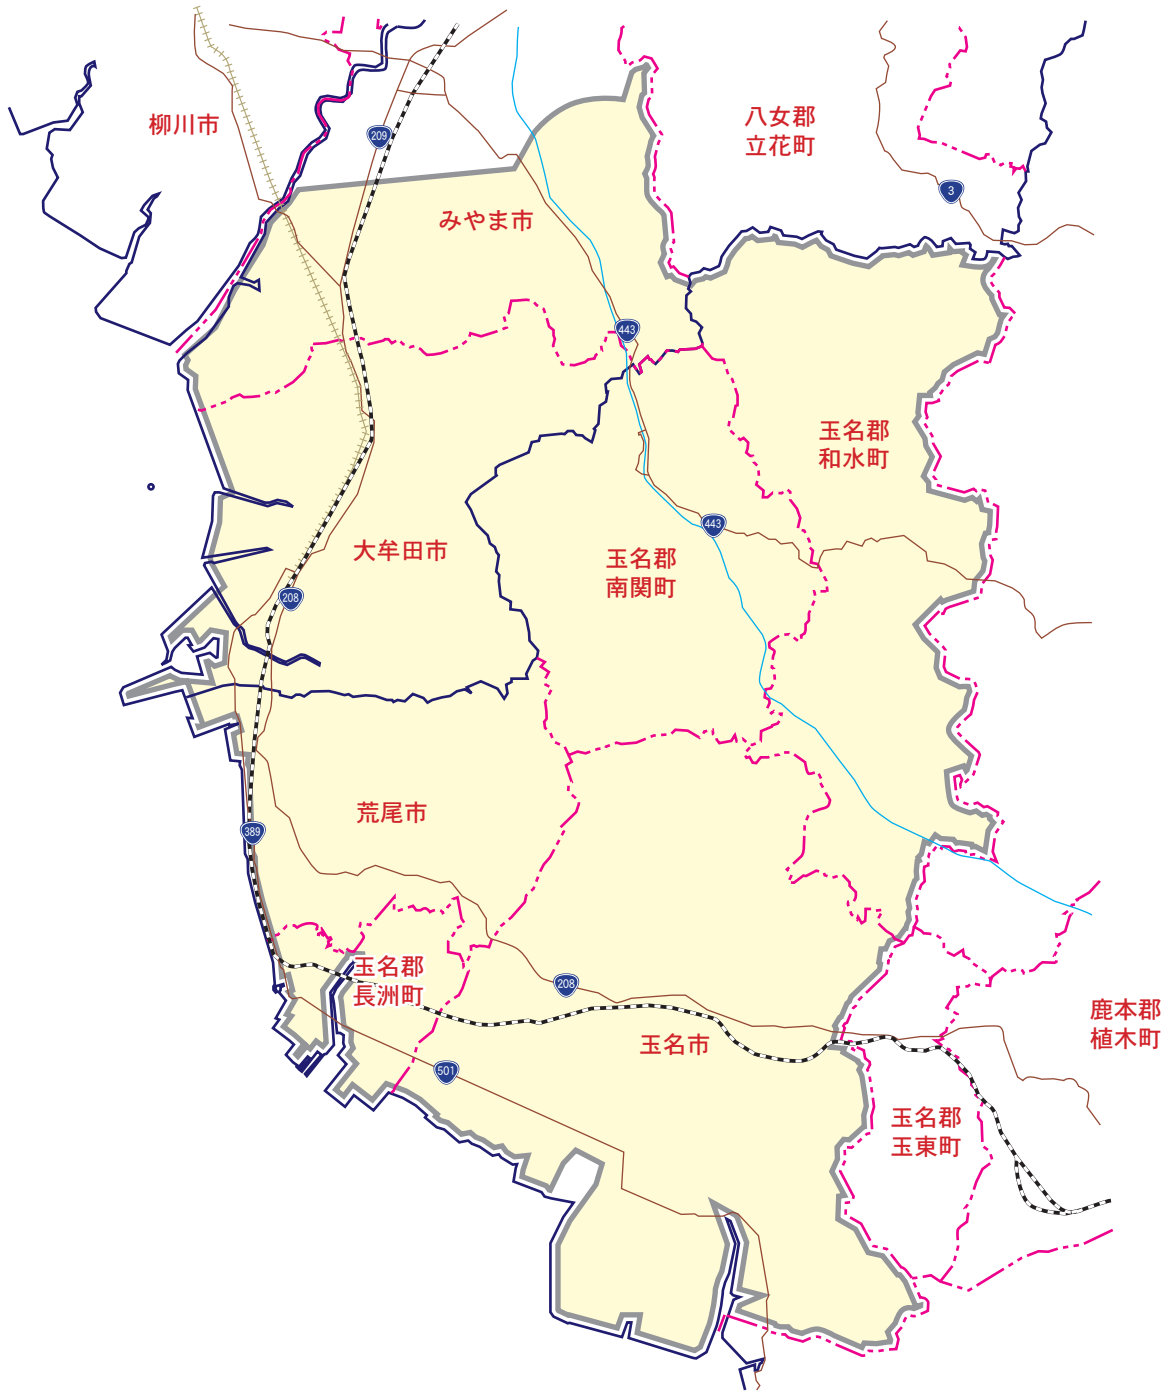 八女郡
立花町
柳川市
209
3
みやま市
443
玉名郡
和水町
443
大牟田市
玉名郡
南関町
208
荒尾市
389
玉名郡
長洲町
208
鹿本郡
植木町
玉名市
501
玉名郡
玉東町